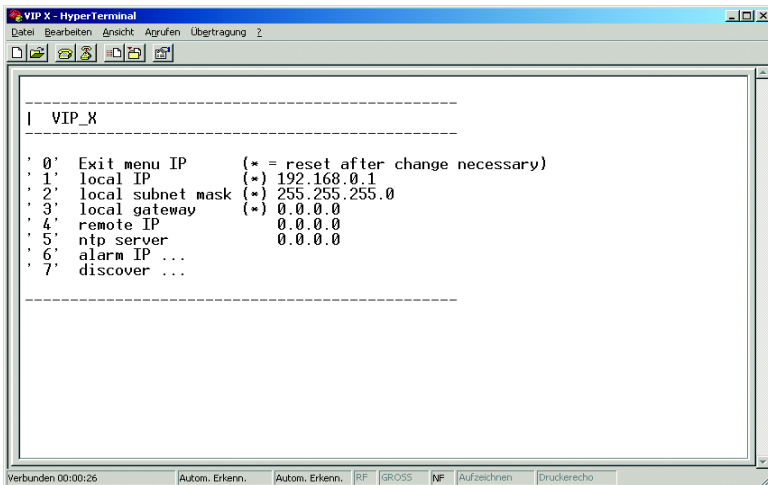 VIP X - HyperTerminal
Datei Bearbeiten Ansicht Anrufen Übertragung ?
--------------------------------------------------
| VIP_X
--------------------------------------------------
' 0' Exit menu IP (* = reset after change necessary)
' 1' local IP (*) 192.168.0.1
' 2' local subnet mask (*) 255.255.255.0
' 3' local gateway (*) 0.0.0.0
' 4' remote IP 0.0.0.0
' 5' ntp server 0.0.0.0
' 6' alarm IP ...
' 7' discover ...
--------------------------------------------------
Verbunden 00:00:26 Autom. Erkenn. Autom. Erkenn. RF GROSS NF Aufzeichnen Druckerecho